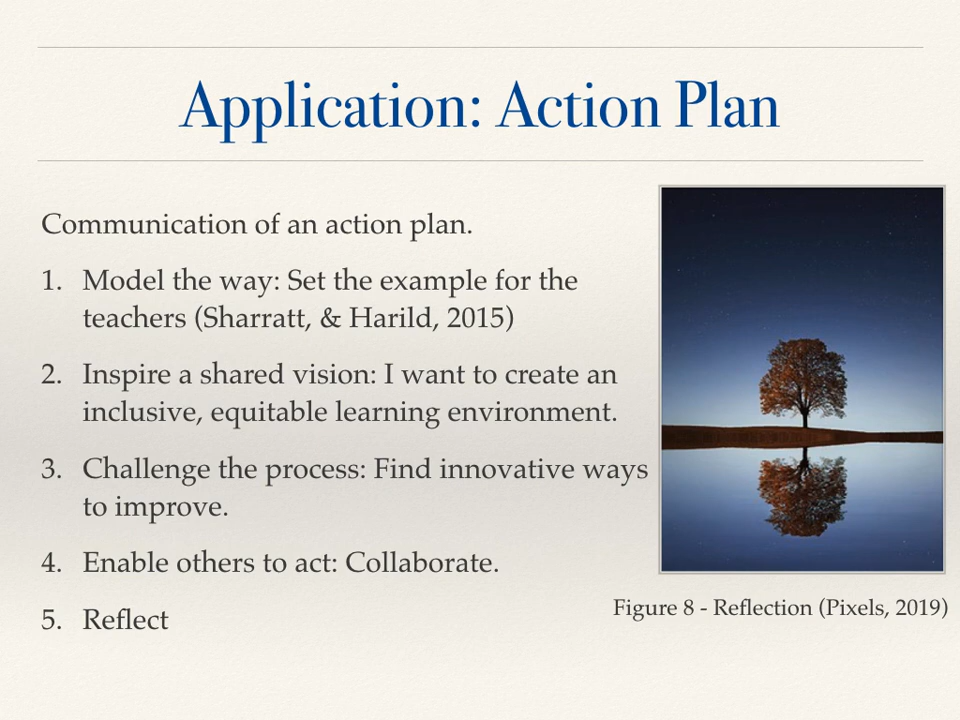 Application: Action Plan
Communication of an action plan.
1. Model the way: Set the example for the
teachers (Sharratt, & Harild, 2015)
2. Inspire a shared vision: I want to create an
inclusive, equitable learning environment.
3. Challenge the process: Find innovative ways
to improve.
4. Enable others to act: Collaborate.
5. Reflect
Figure 8 - Reflection (Pixels, 2019)